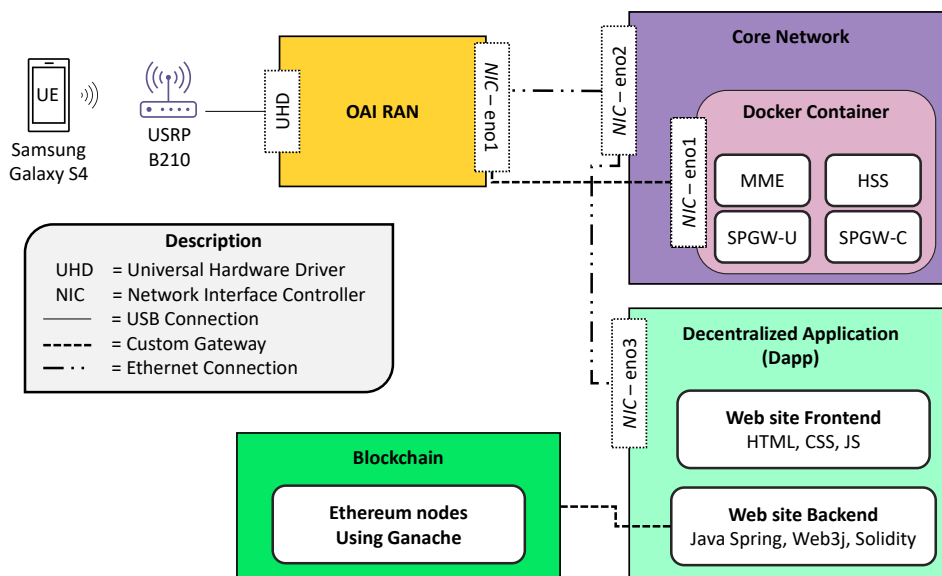 UE
Samsung
Galaxy S4
USRP
B210
UHD
OAI RAN
NIC – eno1
NIC – eno2
Core Network
Docker Container
NIC – eno1
MME
HSS
SPGW-U
SPGW-C
Description
UHD = Universal Hardware Driver
NIC = Network Interface Controller
= USB Connection
= Custom Gateway
= Ethernet Connection
NIC – eno3
Decentralized Application
(Dapp)
Web site Frontend
HTML, CSS, JS
Web site Backend
Java Spring, Web3j, Solidity
Blockchain
Ethereum nodes
Using Ganache